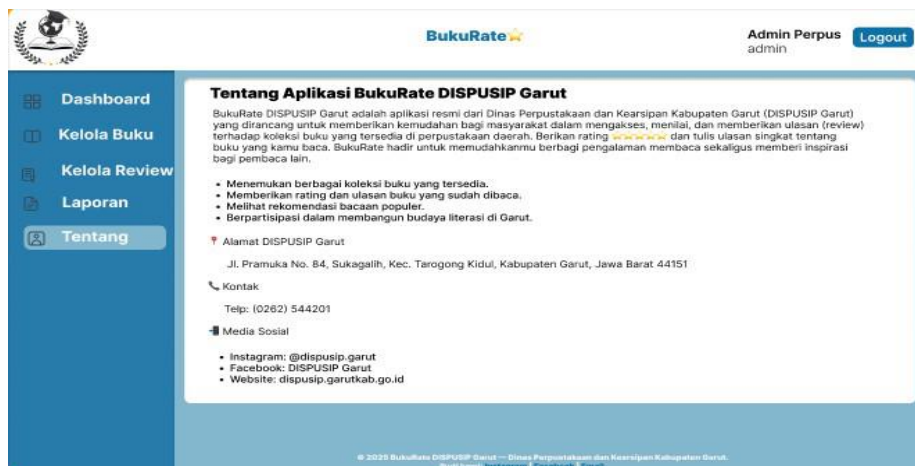 BukuRate⭐
Admin Perpus
admin
Logout
Dashboard
Kelola Buku
Kelola Review
Laporan
Tentang
Tentang Aplikasi BukuRate DISPUSIP Garut
BukuRate DISPUSIP Garut adalah aplikasi resmi dari Dinas Perpustakaan dan Kearsipan Kabupaten Garut (DISPUSIP Garut)
yang dirancang untuk memberikan kemudahan bagi masyarakat dalam mengakses, menilai, dan memberikan ulasan (review)
terhadap koleksi buku yang tersedia di perpustakaan daerah. Berikan rating ⭐⭐⭐⭐⭐ dan tulis ulasan singkat tentang
buku yang kamu baca. BukuRate hadir untuk memudahkanmu berbagi pengalaman membaca sekaligus memberi inspirasi
bagi pembaca lain.
• Menemukan berbagai koleksi buku yang tersedia.
• Memberikan rating dan ulasan buku yang sudah dibaca.
• Melihat rekomendasi bacaan populer.
• Berpartisipasi dalam membangun budaya literasi di Garut.
📍 Alamat DISPUSIP Garut
Jl. Pramuka No. 84, Sukagalih, Kec. Tarogong Kidul, Kabupaten Garut, Jawa Barat 44151
📞 Kontak
Telp: (0262) 544201
📲 Media Sosial
• Instagram: @dispusip.garut
• Facebook: DISPUSIP Garut
• Website: dispusip.garutkab.go.id
© 2025 BukuRate DISPUSIP Garut — Dinas Perpustakaan dan Kearsipan Kabupaten Garut.